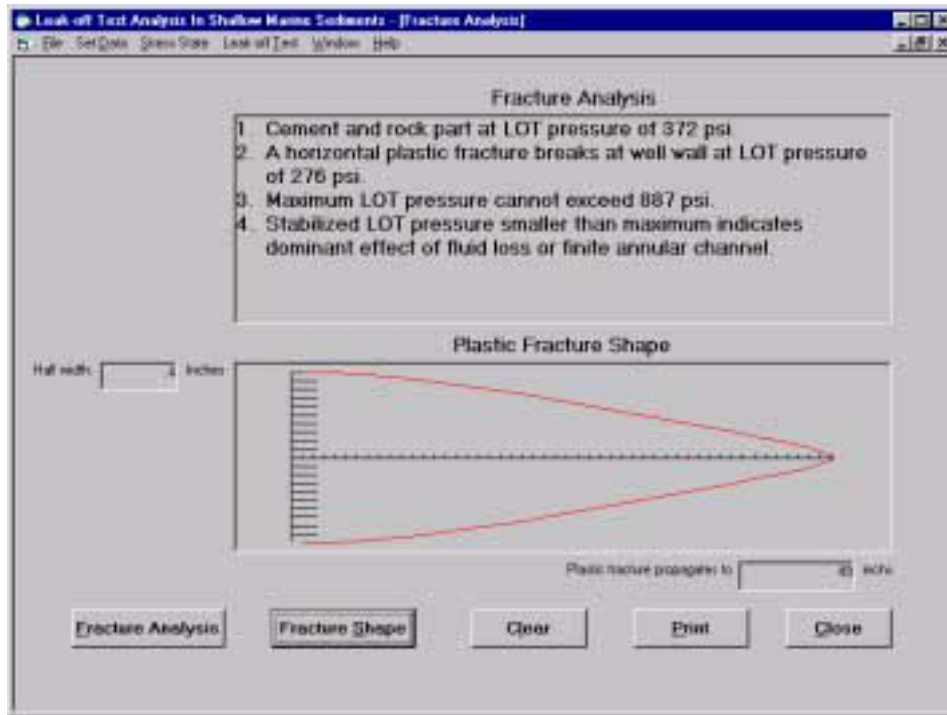 Leak-off Test Analysis In Shallow Marine Sediments - [Fracture Analysis]
File Set Data Stress State Leak-off Test Window Help
Fracture Analysis
1. Cement and rock part at LOT pressure of 372 psi.
2. A horizontal plastic fracture breaks at well wall at LOT pressure
of 276 psi.
3. Maximum LOT pressure cannot exceed 887 psi.
4. Stabilized LOT pressure smaller than maximum indicates
dominant effect of fluid loss or finite annular channel.
Plastic Fracture Shape
Half width: Inches
Plastic fracture propagates to inchs
Fracture Analysis Fracture Shape Clear Print Close